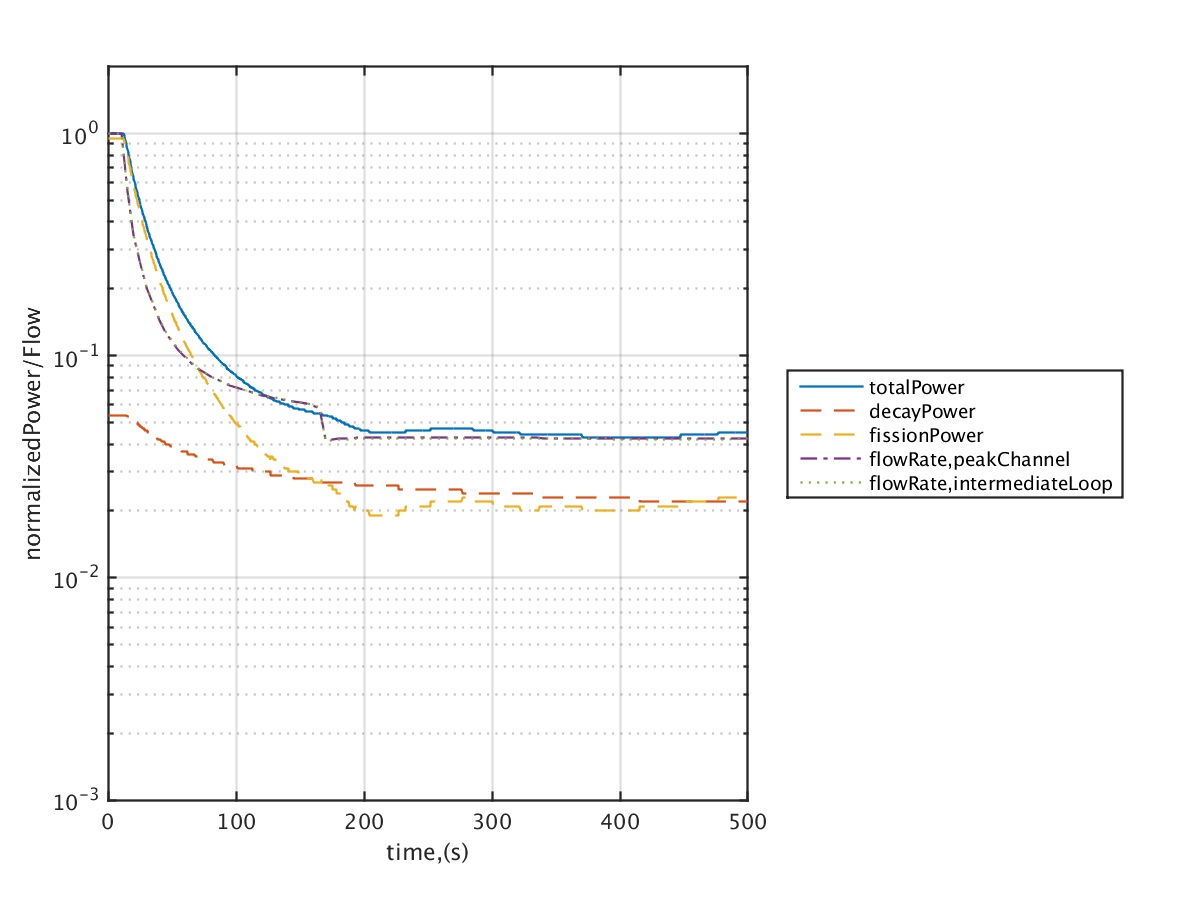 10^0
10^-1
10^-2
10^-3
normalizedPower/Flow
0 100 200 300 400 500
time,(s)
totalPower
decayPower
fissionPower
flowRate,peakChannel
flowRate,intermediateLoop